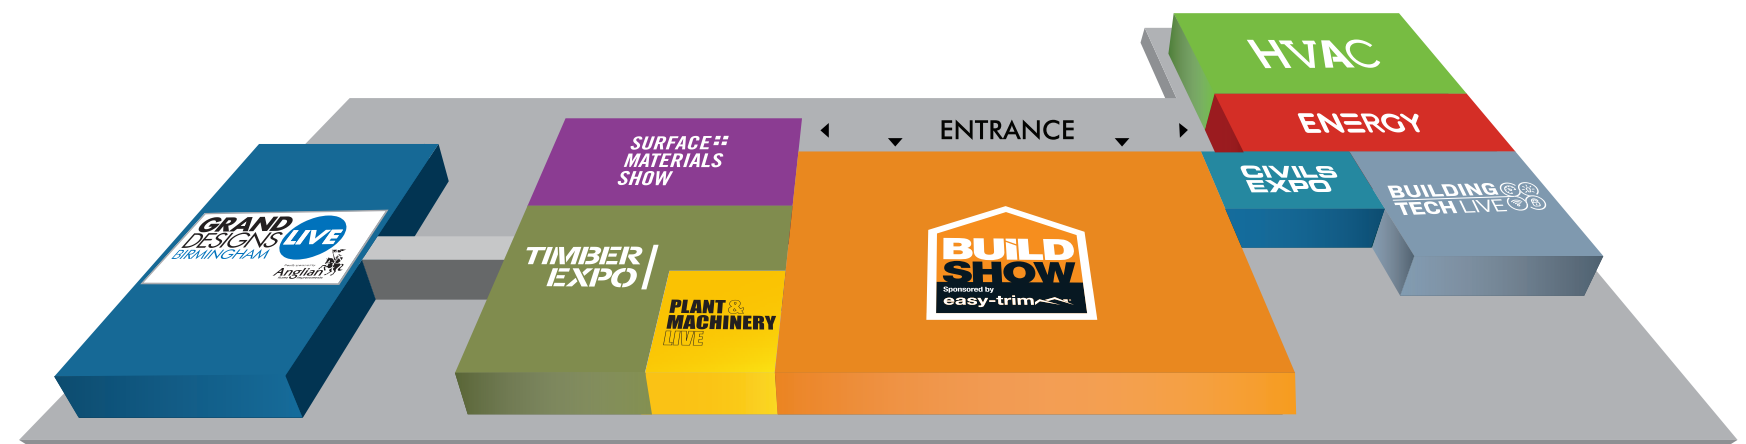 HVAC
ENERGY
ENTRANCE
SURFACE
MATERIALS
SHOW
CIVILS
EXPO
BUILDING
TECH LIVE
GRAND
DESIGNS
LIVE
BIRMINGHAM
Anglian
TIMBER
EXPO
BUILD
SHOW
Sponsored by
easy-trim
PLANT &
MACHINERY
LIVE